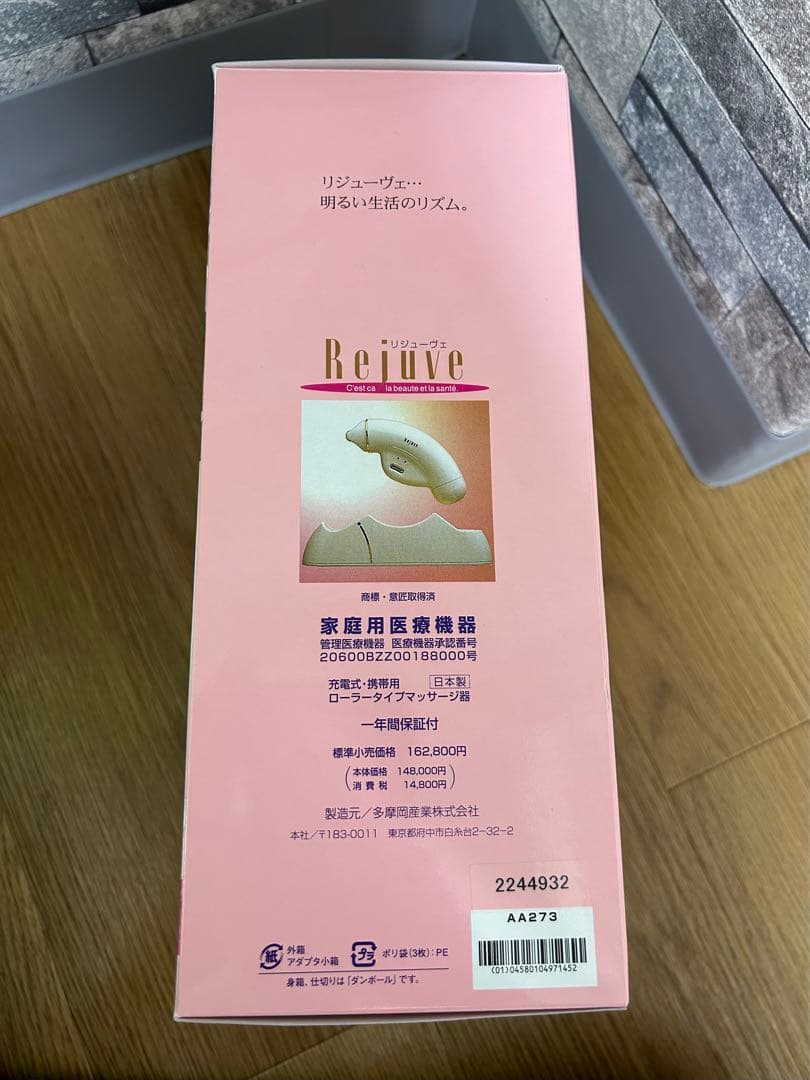 リジューヴェ…
明るい生活のリズム。
リジューヴェ
Rejuve
C'est ca la beaute et la santé.
Rejuve
商標・意匠取得済
家庭用医療機器
管理医療機器 医療機器承認番号
20600BZZ00188000号
充電式・携帯用 日本製
ローラータイプマッサージ器
一年間保証付
標準小売価格 162,800円
(本体価格 148,000円
消費税 14,800円)
製造元/多摩岡産業株式会社
本社/〒183-0011 東京都府中市白糸台2-32-2
2244932
AA273
(01)04580104971452
紙 外箱
アダプタ小箱
プラ ポリ袋(3枚):PE
身箱、仕切りは「ダンボール」です。